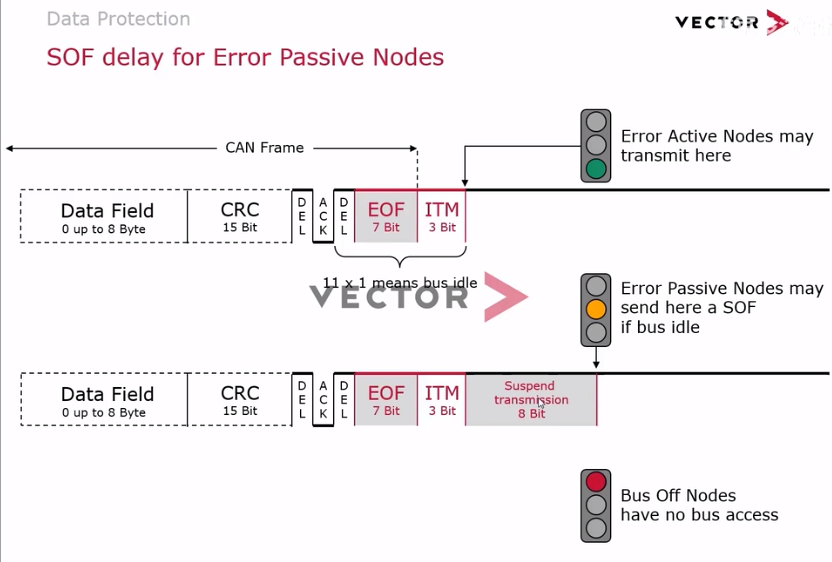 Data Protection
VECTOR
SOF delay for Error Passive Nodes
CAN Frame
Error Active Nodes may
transmit here
Data Field
0 up to 8 Byte
CRC
15 Bit
DEL
ACK
DEL
EOF
7 Bit
ITM
3 Bit
11 x 1 means bus idle
VECTOR
Error Passive Nodes may
send here a SOF
if bus idle
Data Field
0 up to 8 Byte
CRC
15 Bit
DEL
ACK
DEL
EOF
7 Bit
ITM
3 Bit
Suspend
transmission
8 Bit
Bus Off Nodes
have no bus access